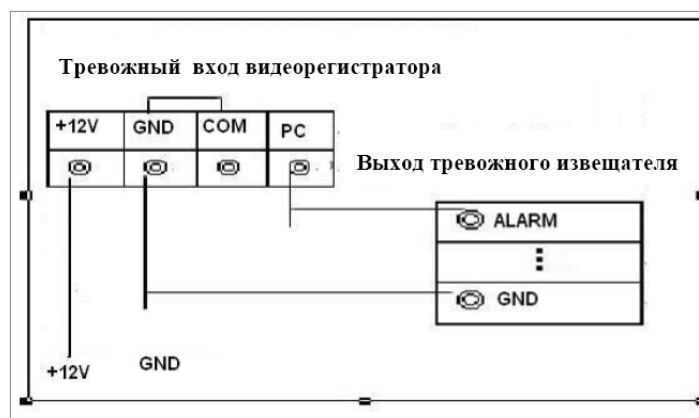 Тревожный вход видеорегистратора
+12V GND COM PC
Выход тревожного извещателя
ALARM
GND
+12V GND